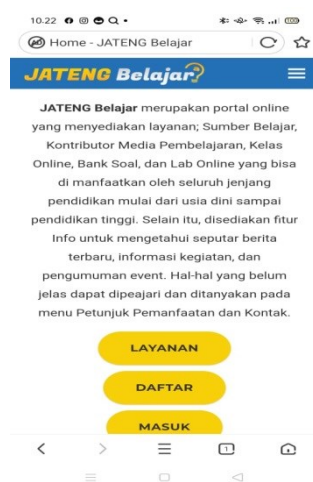 10.22
Home - JATENG Belajar
JATENG Belajar
JATENG Belajar merupakan portal online
yang menyediakan layanan; Sumber Belajar,
Kontributor Media Pembelajaran, Kelas
Online, Bank Soal, dan Lab Online yang bisa
di manfaatkan oleh seluruh jenjang
pendidikan mulai dari usia dini sampai
pendidikan tinggi. Selain itu, disediakan fitur
Info untuk mengetahui seputar berita
terbaru, informasi kegiatan, dan
pengumuman event. Hal-hal yang belum
jelas dapat dipeajari dan ditanyakan pada
menu Petunjuk Pemanfaatan dan Kontak.
LAYANAN
DAFTAR
MASUK
1